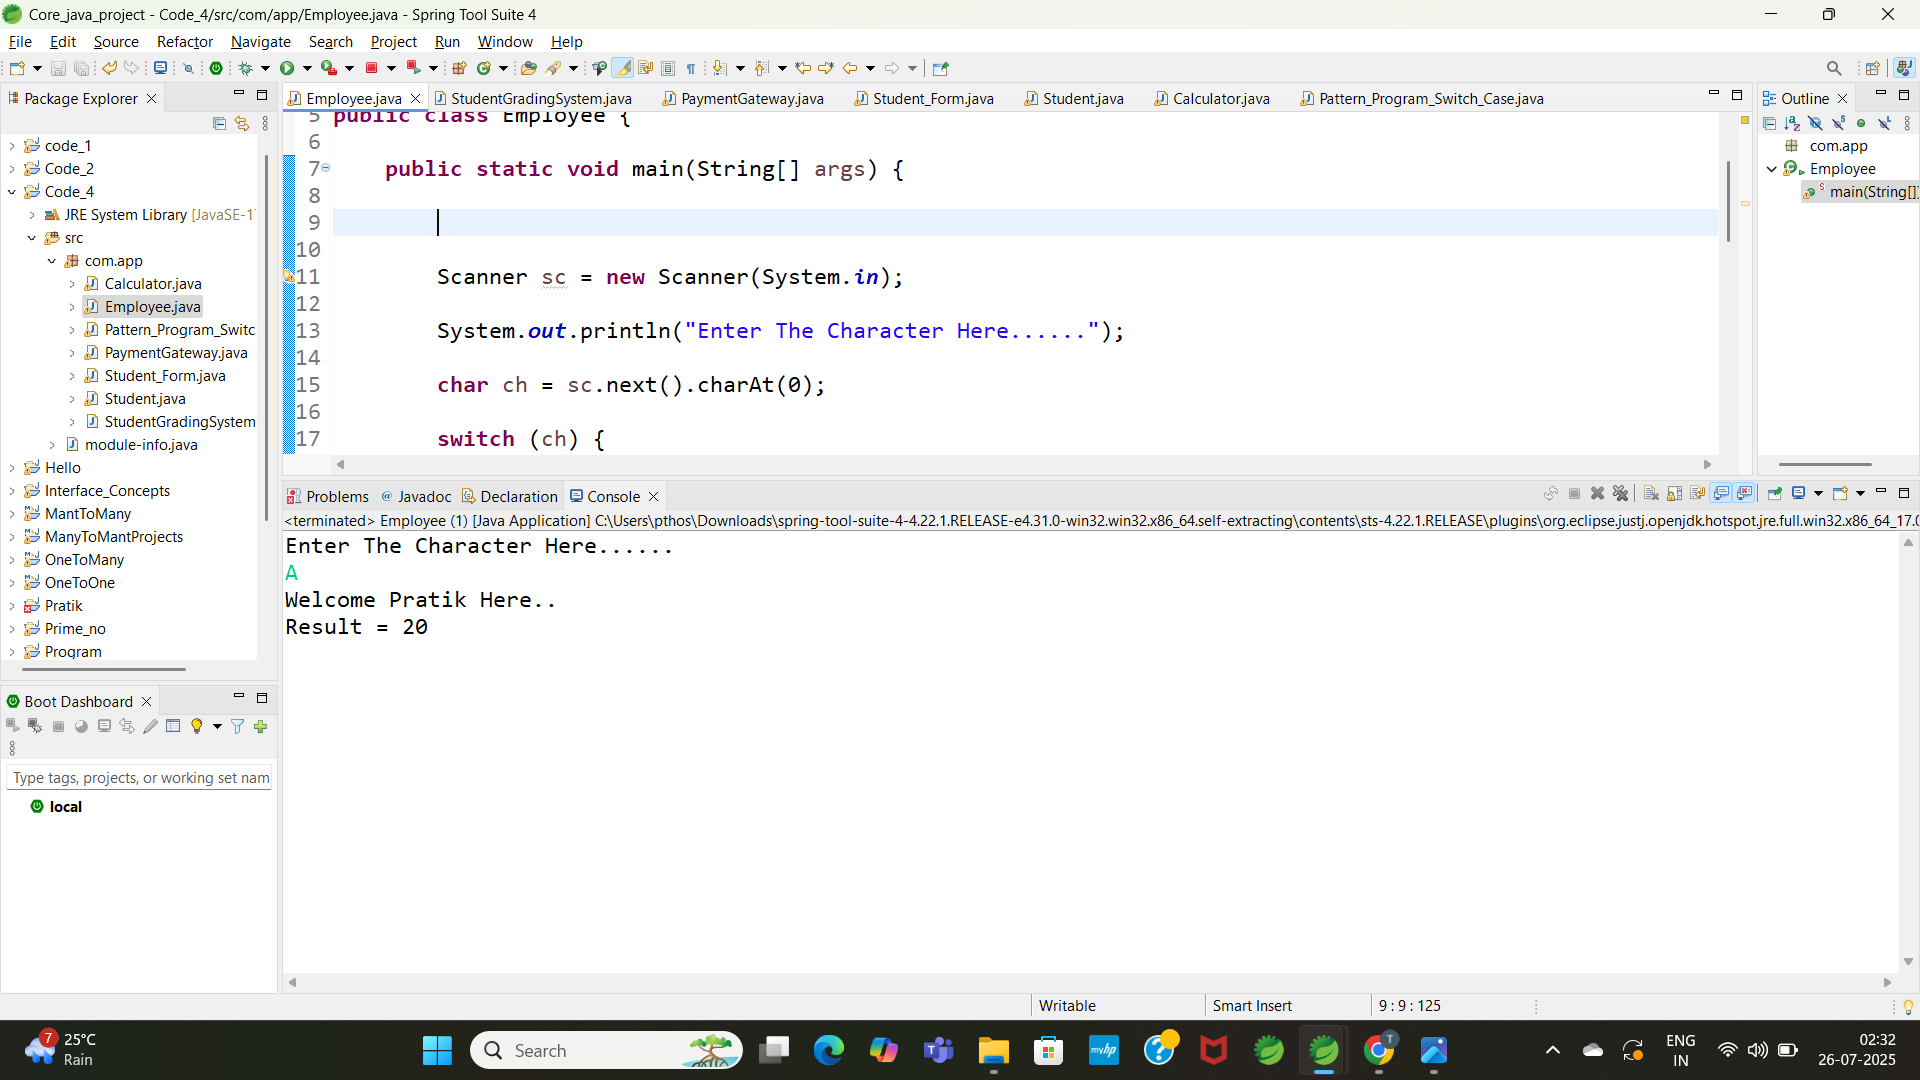 Core_java_project - Code_4/src/com/app/Employee.java - Spring Tool Suite 4
File Edit Source Refactor Navigate Search Project Run Window Help
Package Explorer
code_1
Code_2
Code_4
JRE System Library [JavaSE-1
src
com.app
Calculator.java
Employee.java
Pattern_Program_Switc
PaymentGateway.java
Student_Form.java
Student.java
StudentGradingSystem
module-info.java
Hello
Interface_Concepts
MantToMany
ManyToMantProjects
OneToMany
OneToOne
Pratik
Prime_no
Program
Boot Dashboard
Type tags, projects, or working set nam
local
Employee.java StudentGradingSystem.java PaymentGateway.java Student_Form.java Student.java Calculator.java Pattern_Program_Switch_Case.java
5 public class Employee {
6
7 public static void main(String[] args) {
8
9
10
11 Scanner sc = new Scanner(System.in);
12
13 System.out.println("Enter The Character Here......");
14
15 char ch = sc.next().charAt(0);
16
17 switch (ch) {
Outline
com.app
Employee
main(String[]
Problems Javadoc Declaration Console
<terminated> Employee (1) [Java Application] C:\Users\pthos\Downloads\spring-tool-suite-4-4.22.1.RELEASE-e4.31.0-win32.win32.x86_64.self-extracting\contents\sts-4.22.1.RELEASE\plugins\org.eclipse.justj.openjdk.hotspot.jre.full.win32.x86_64_17.0
Enter The Character Here......
A
Welcome Pratik Here..
Result = 20
Writable Smart Insert 9 : 9 : 125
7
25°C
Rain
Search
myhp
T
ENG
IN
02:32
26-07-2025